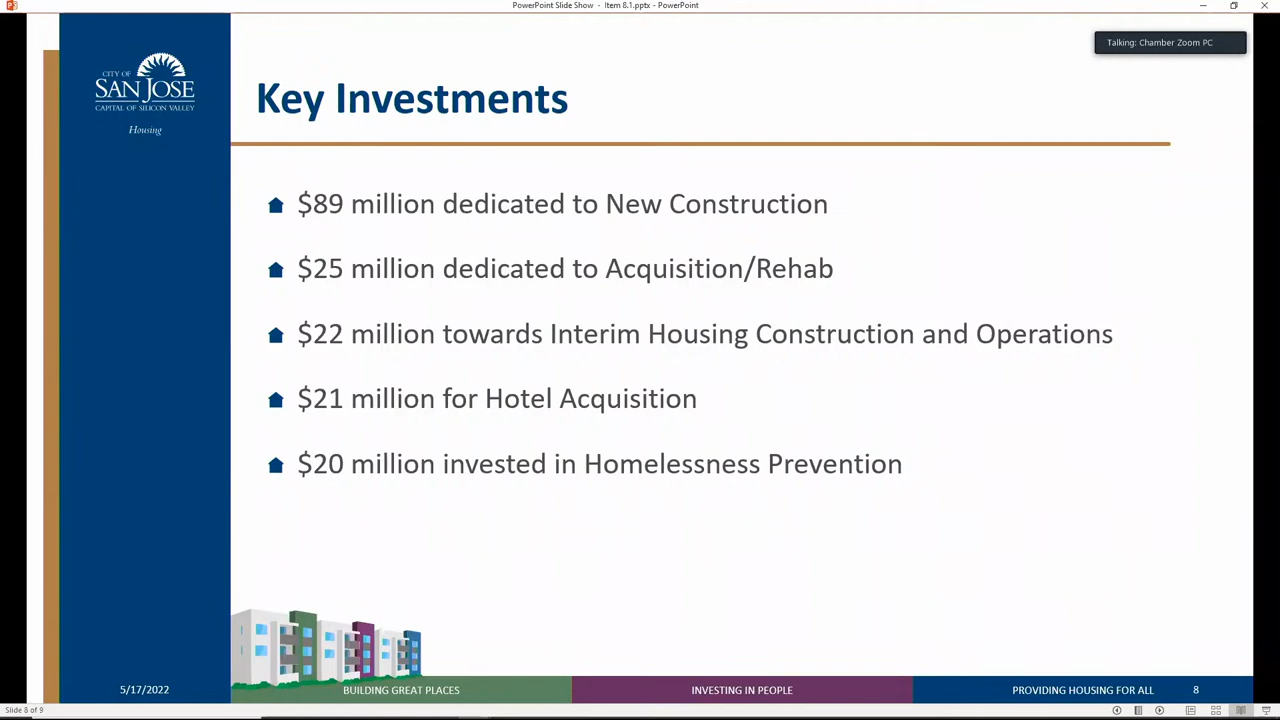 PowerPoint Slide Show - Item 8.1.pptx - PowerPoint
Talking: Chamber Zoom PC
CITY OF
SAN JOSE
CAPITAL OF SILICON VALLEY
Housing
Key Investments
$89 million dedicated to New Construction
$25 million dedicated to Acquisition/Rehab
$22 million towards Interim Housing Construction and Operations
$21 million for Hotel Acquisition
$20 million invested in Homelessness Prevention
5/17/2022
BUILDING GREAT PLACES
INVESTING IN PEOPLE
PROVIDING HOUSING FOR ALL
8
Slide 8 of 9